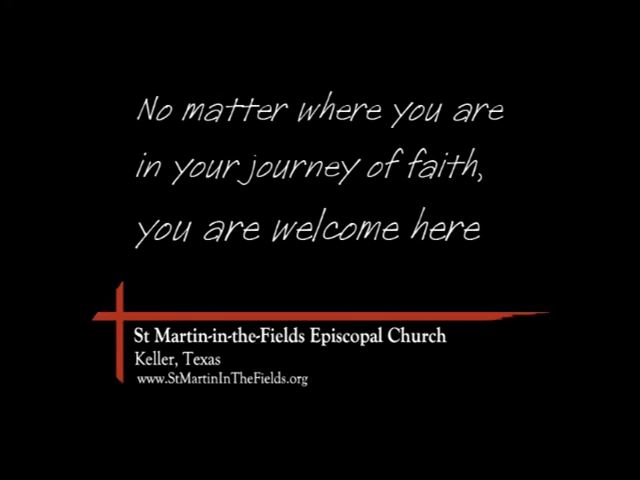 No matter where you are
in your journey of faith,
you are welcome here
St Martin-in-the-Fields Episcopal Church
Keller, Texas
www.StMartinInTheFields.org